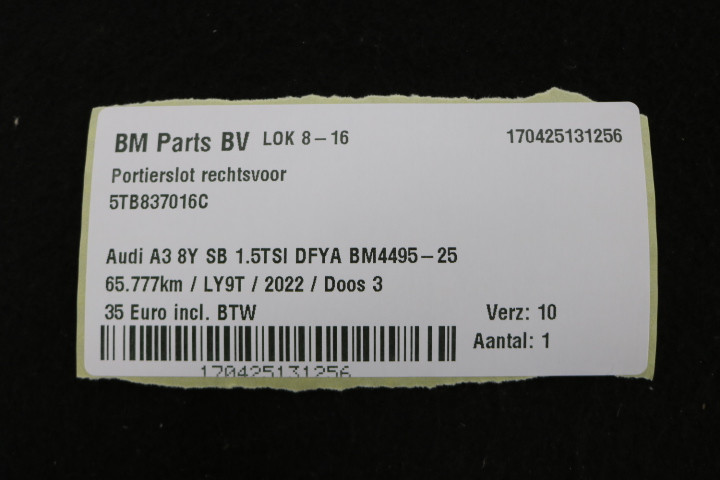 BM Parts BV LOK 8-16 170425131256
Portierslot rechtsvoor
5TB837016C
Audi A3 8Y SB 1.5TSI DFYA BM4495-25
65.777km / LY9T / 2022 / Doos 3
35 Euro incl. BTW Verz: 10
Aantal: 1
170425131256